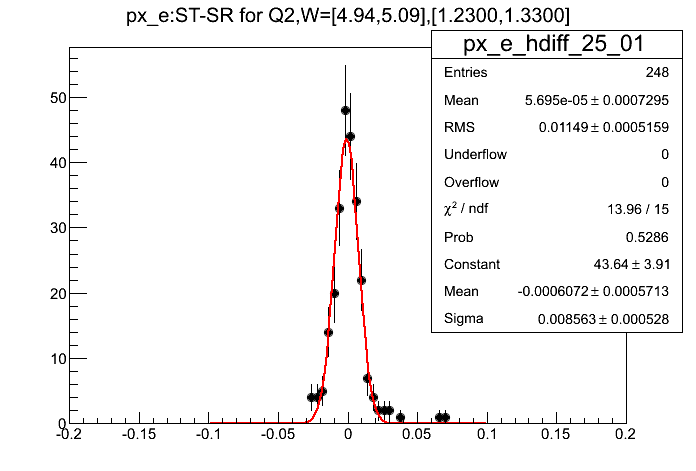 px_e:ST-SR for Q2,W=[4.94,5.09],[1.2300,1.3300]
px_e_hdiff_25_01
Entries 248
Mean 5.695e-05 ± 0.0007295
RMS 0.01149 ± 0.0005159
Underflow 0
Overflow 0
χ² / ndf 13.96 / 15
Prob 0.5286
Constant 43.64 ± 3.91
Mean -0.0006072 ± 0.0005713
Sigma 0.008563 ± 0.000528
50
40
30
20
10
0
-0.2 -0.15 -0.1 -0.05 0 0.05 0.1 0.15 0.2